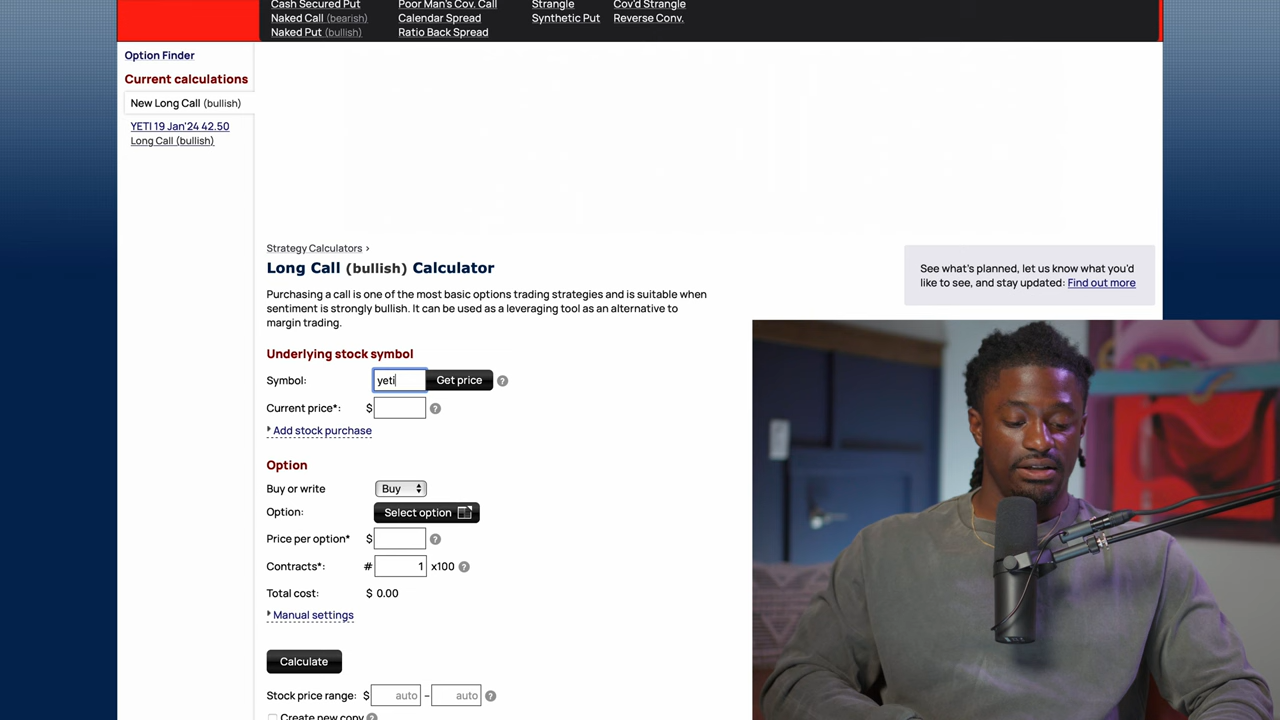 Cash Secured Put
Naked Call (bearish)
Naked Put (bullish)
Poor Man's Cov. Call
Calendar Spread
Ratio Back Spread
Strangle
Synthetic Put
Cov'd Strangle
Reverse Conv.
Option Finder
Current calculations
New Long Call (bullish)
YETI 19 Jan'24 42.50
Long Call (bullish)
Strategy Calculators ›
Long Call (bullish) Calculator
Purchasing a call is one of the most basic options trading strategies and is suitable when
sentiment is strongly bullish. It can be used as a leveraging tool as an alternative to
margin trading.
See what's planned, let us know what you'd
like to see, and stay updated: Find out more
Underlying stock symbol
Symbol: yeti Get price ?
Current price*: $ ?
Add stock purchase
Option
Buy or write Buy
Option: Select option
Price per option* $ ?
Contracts*: # 1 x100 ?
Total cost: $ 0.00
Manual settings
Calculate
Stock price range: $ auto – auto ?
Create new copy ?